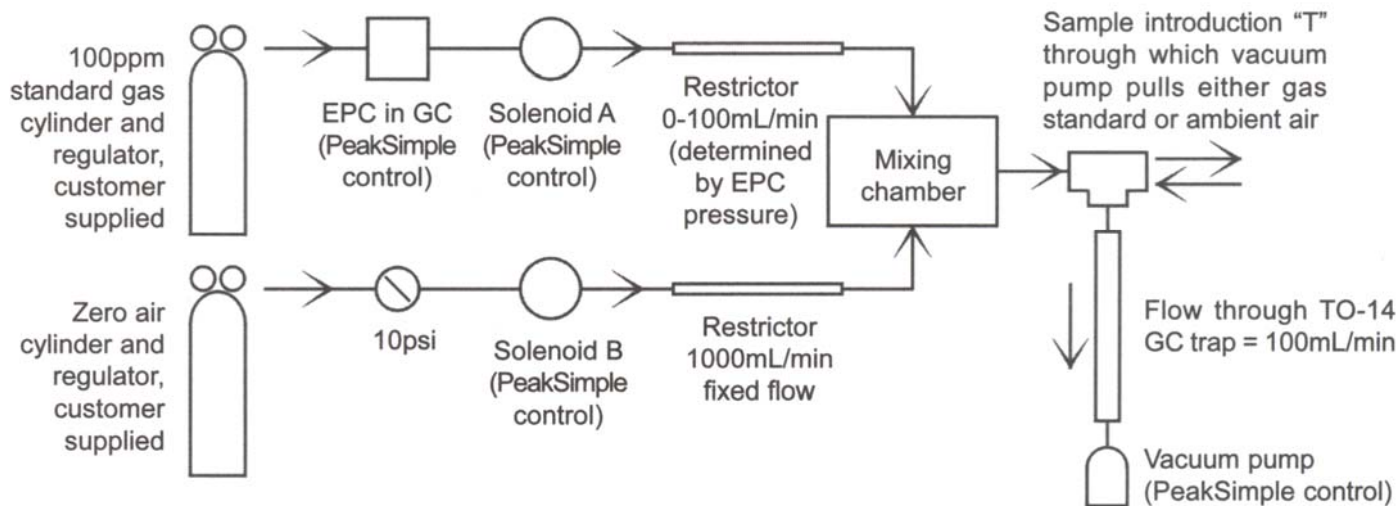 100ppm
standard gas
cylinder and
regulator,
customer
supplied
EPC in GC
(PeakSimple
control)
Solenoid A
(PeakSimple
control)
Restrictor
0-100mL/min
(determined
by EPC
pressure)
Mixing
chamber
Sample introduction “T”
through which vacuum
pump pulls either gas
standard or ambient air
Zero air
cylinder and
regulator,
customer
supplied
10psi
Solenoid B
(PeakSimple
control)
Restrictor
1000mL/min
fixed flow
Flow through TO-14
GC trap = 100mL/min
Vacuum pump
(PeakSimple control)